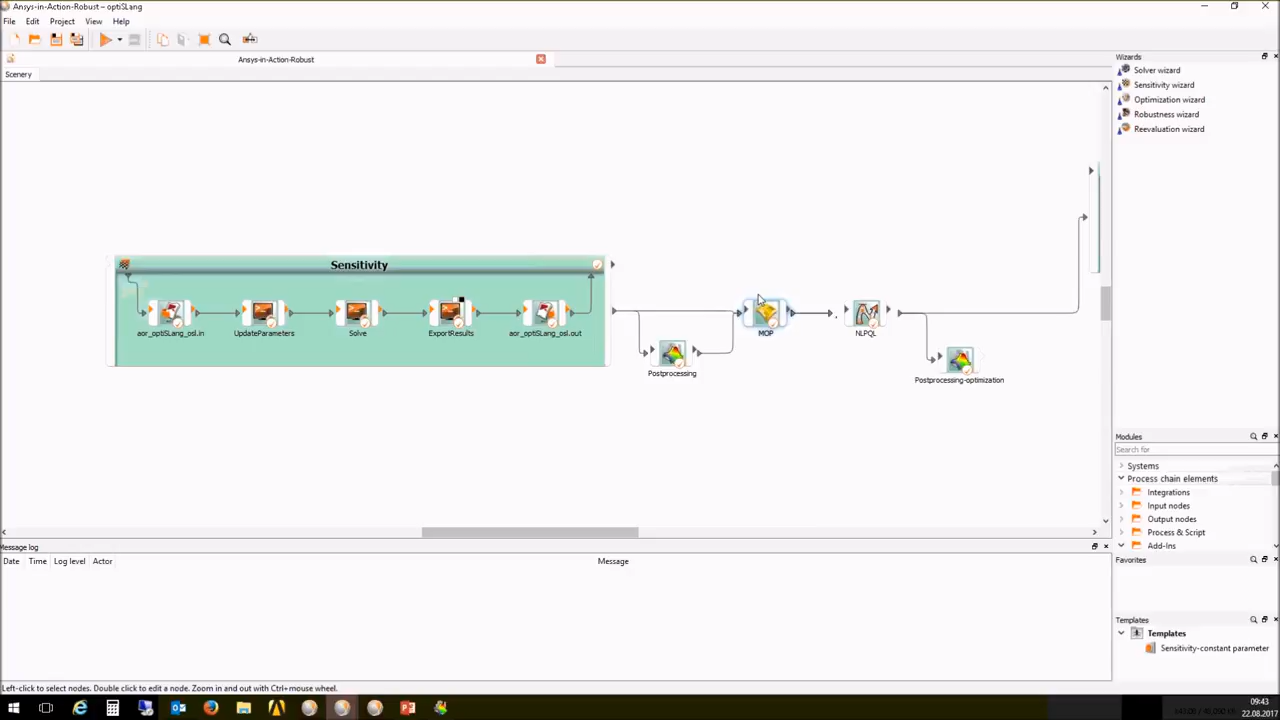 Ansys-in-Action-Robust – optiSLang
File Edit Project View Help
Ansys-in-Action-Robust
Scenery
Sensitivity
aor_optiSLang_osl.in
UpdateParameters
Solve
ExportResults
aor_optiSLang_osl.out
Postprocessing
MOP
NLPQL
Postprocessing-optimization
Wizards
Solver wizard
Sensitivity wizard
Optimization wizard
Robustness wizard
Reevaluation wizard
Modules
Search for
Systems
Process chain elements
Integrations
Input nodes
Output nodes
Process & Script
Add-Ins
Favorites
Templates
Templates
Sensitivity-constant parameter
Message log
Date Time Log level Actor Message
Left-click to select nodes. Double click to edit a node. Zoom in and out with Ctrl+mouse wheel.
09:43
22.08.2017